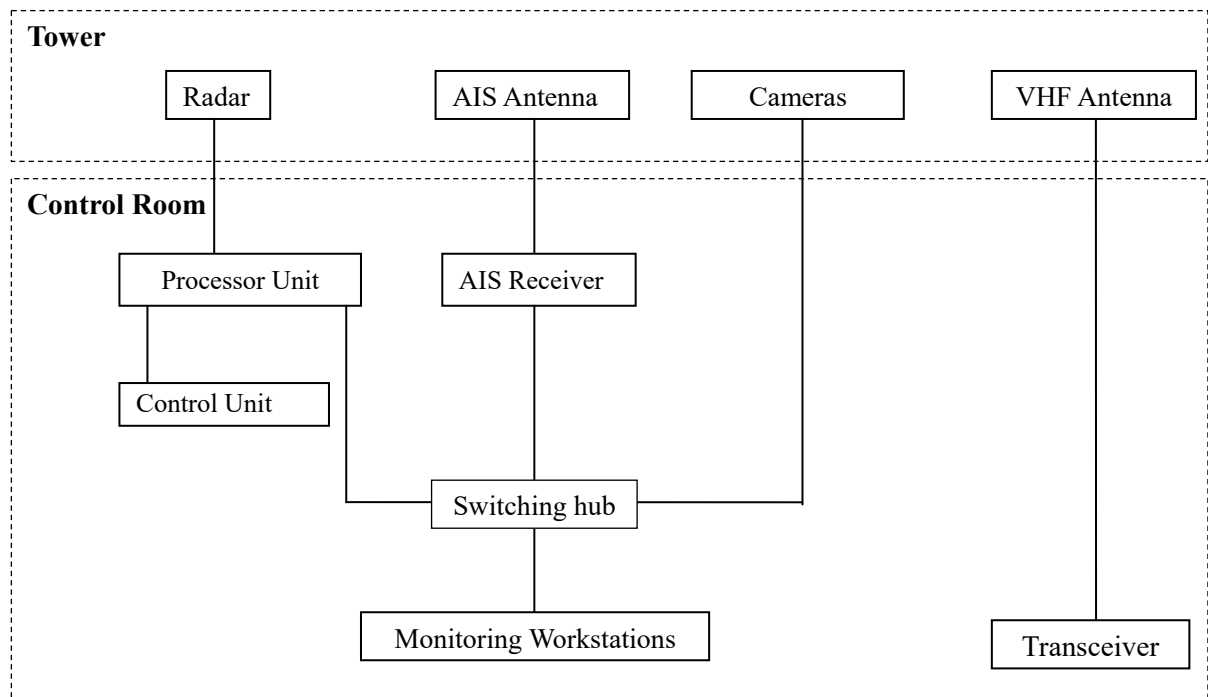 Tower
Radar
AIS Antenna
Cameras
VHF Antenna
Control Room
Processor Unit
AIS Receiver
Control Unit
Switching hub
Monitoring Workstations
Transceiver